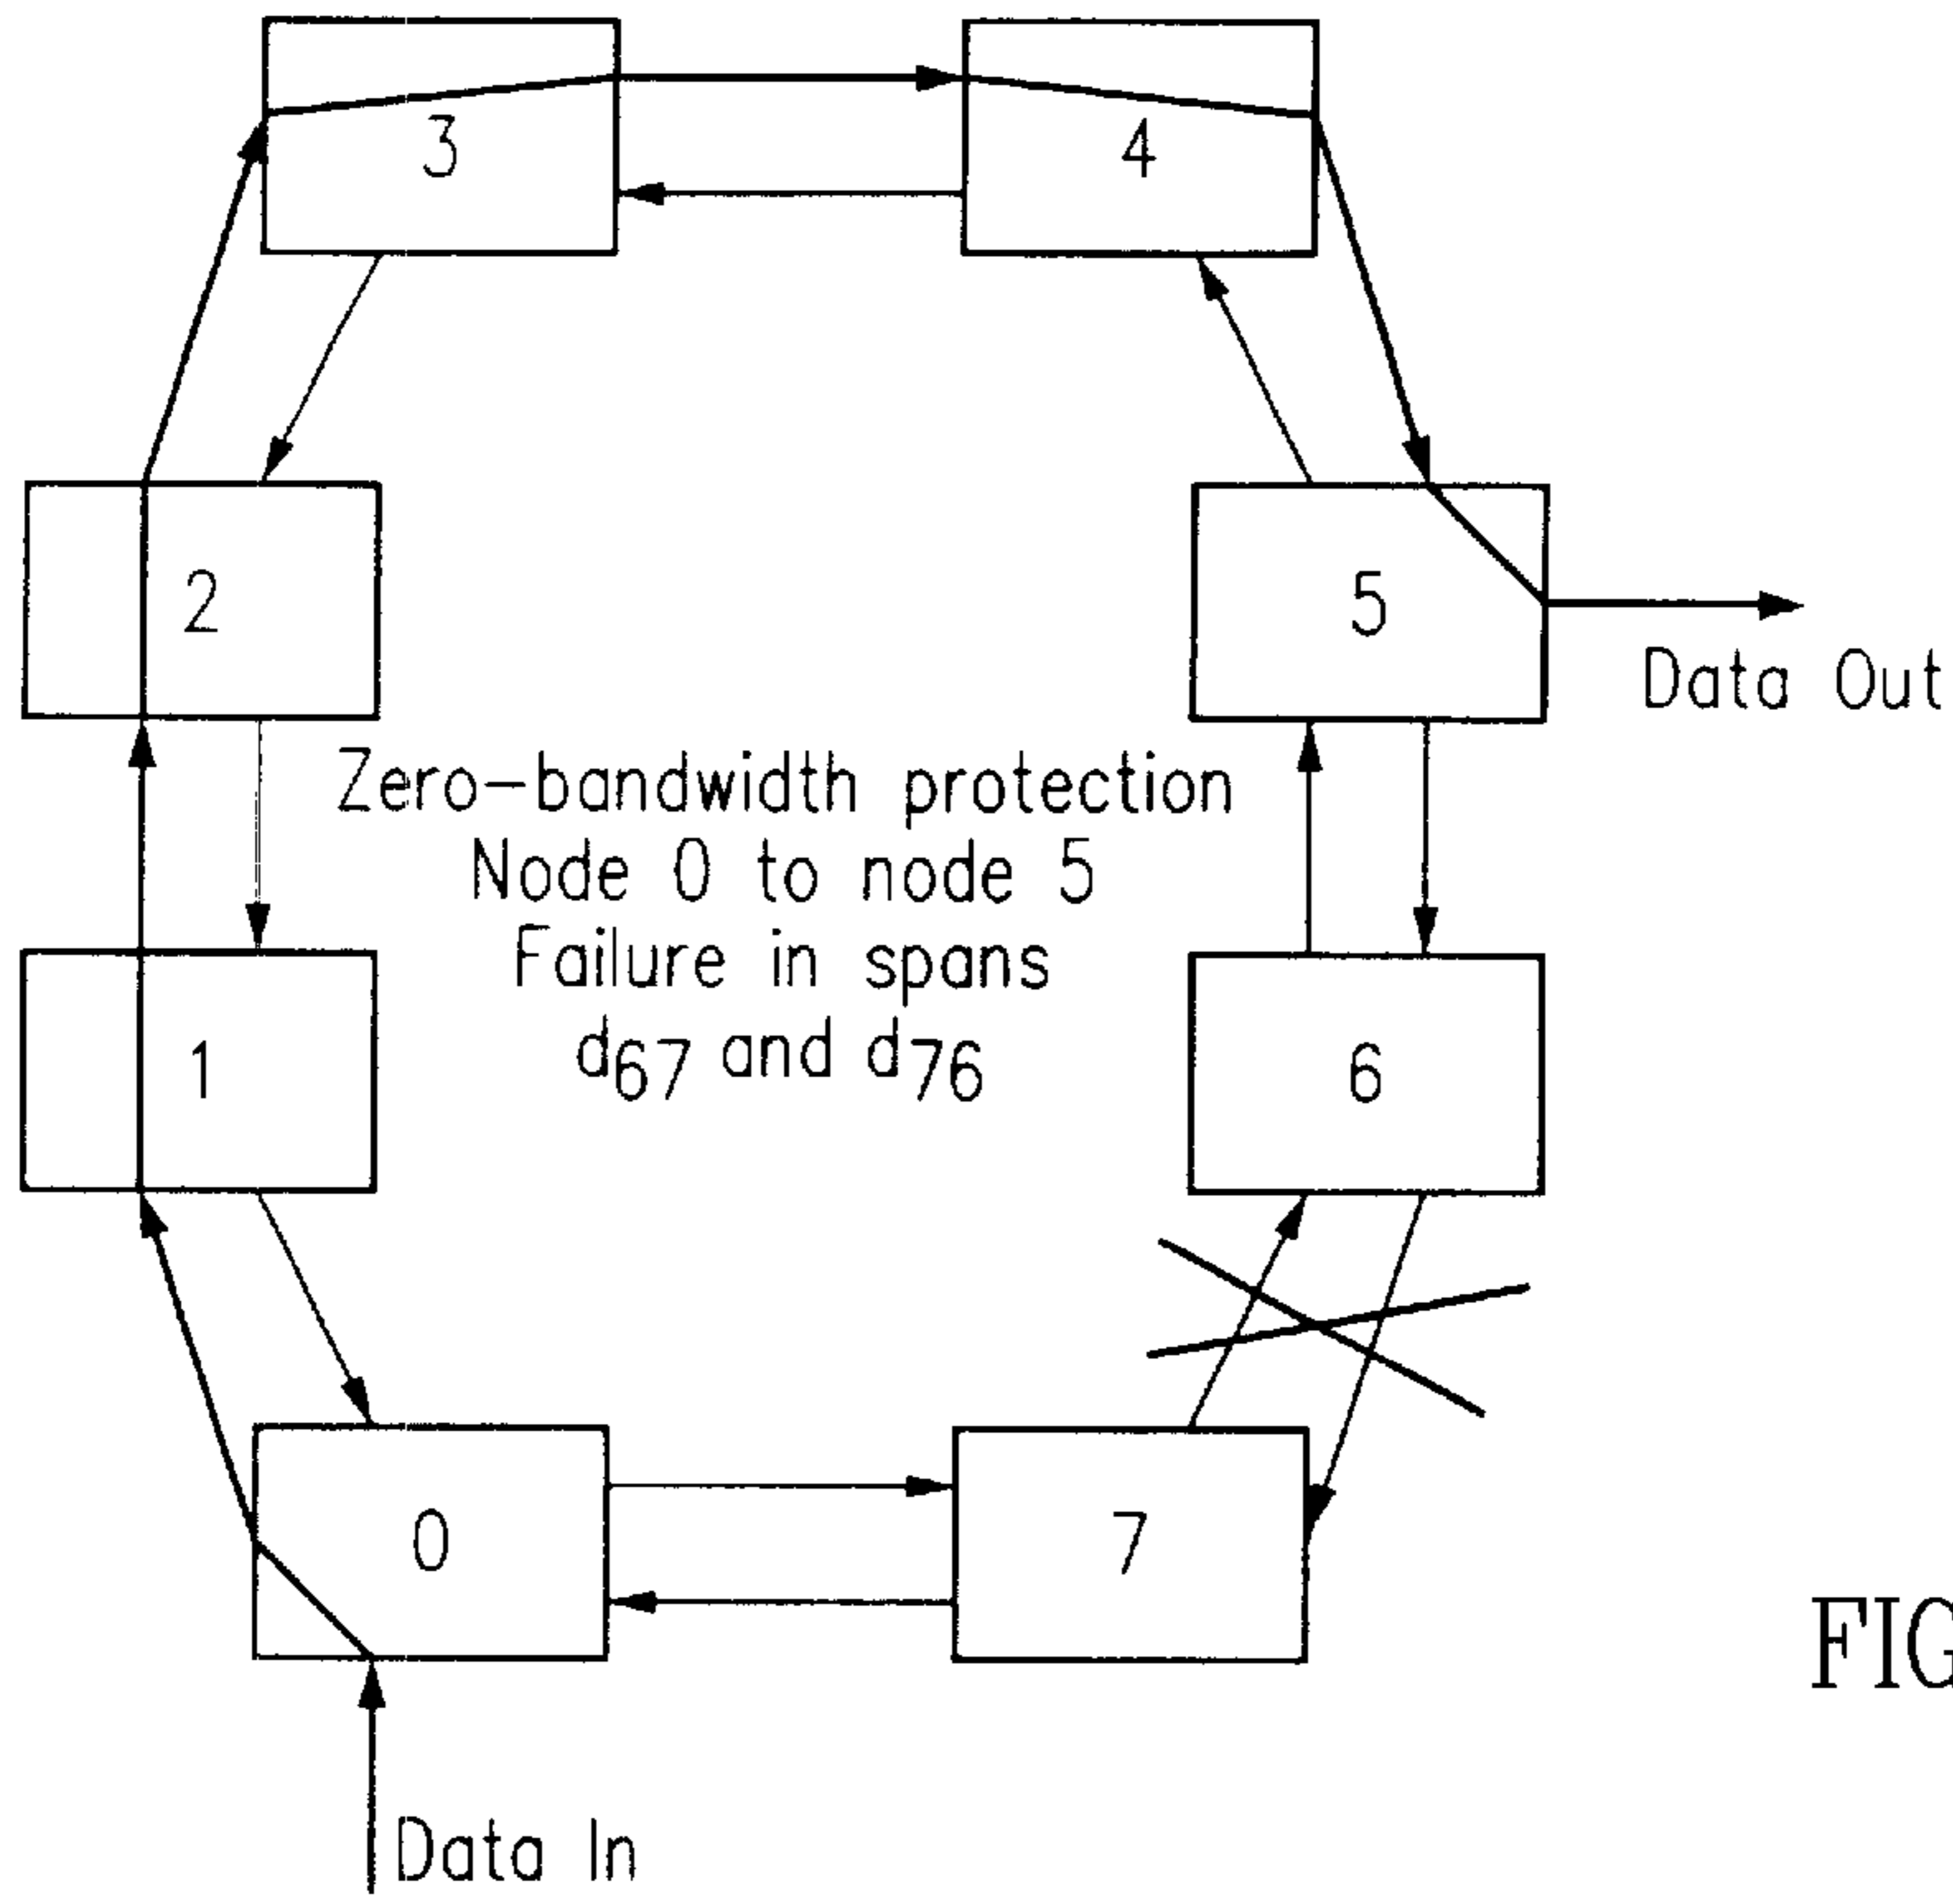 3
4
2
5
Data Out
Zero-bandwidth protection
Node 0 to node 5
Failure in spans
d67 and d76
1
6
0
7
FIG
Data In